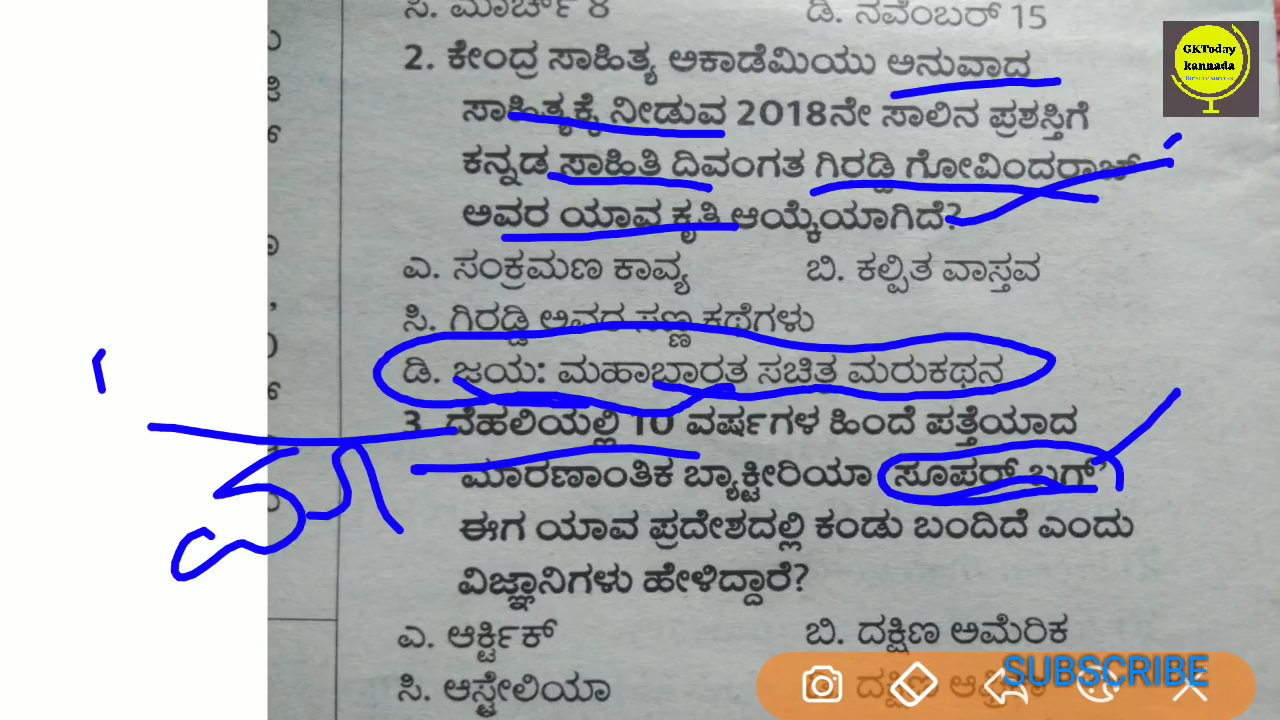 ಸಿ. ಮಾರ್ಚ್ 8 ಡಿ. ನವೆಂಬರ್ 15
GKToday
kannada
2. ಕೇಂದ್ರ ಸಾಹಿತ್ಯ ಅಕಾಡೆಮಿಯು ಅನುವಾದ
ಸಾಹಿತ್ಯಕ್ಕೆ ನೀಡುವ 2018ನೇ ಸಾಲಿನ ಪ್ರಶಸ್ತಿಗೆ
ಕನ್ನಡ ಸಾಹಿತಿ ದಿವಂಗತ ಗಿರಡ್ಡಿ ಗೋವಿಂದರಾಜ್
ಅವರ ಯಾವ ಕೃತಿ ಆಯ್ಕೆಯಾಗಿದೆ?
ಎ. ಸಂಕ್ರಮಣ ಕಾವ್ಯ ಬಿ. ಕಲ್ಪಿತ ವಾಸ್ತವ
ಸಿ. ಗಿರಡ್ಡಿ ಅವರ ಸಣ್ಣ ಕಥೆಗಳು
ಡಿ. ಜಯ: ಮಹಾಭಾರತ ಸಚಿತ್ರ ಮರುಕಥನ
3. ದೆಹಲಿಯಲ್ಲಿ 10 ವರ್ಷಗಳ ಹಿಂದೆ ಪತ್ತೆಯಾದ
ಮಾರಣಾಂತಿಕ ಬ್ಯಾಕ್ಟೀರಿಯಾ ಸೂಪರ್ ಬಗ್
ಈಗ ಯಾವ ಪ್ರದೇಶದಲ್ಲಿ ಕಂಡು ಬಂದಿದೆ ಎಂದು
ವಿಜ್ಞಾನಿಗಳು ಹೇಳಿದ್ದಾರೆ?
ಎ. ಆರ್ಕ್ಟಿಕ್ ಬಿ. ದಕ್ಷಿಣ ಅಮೆರಿಕ
ಸಿ. ಆಸ್ಟ್ರೇಲಿಯಾ ದಕ್ಷಿಣ
SUBSCRIBE